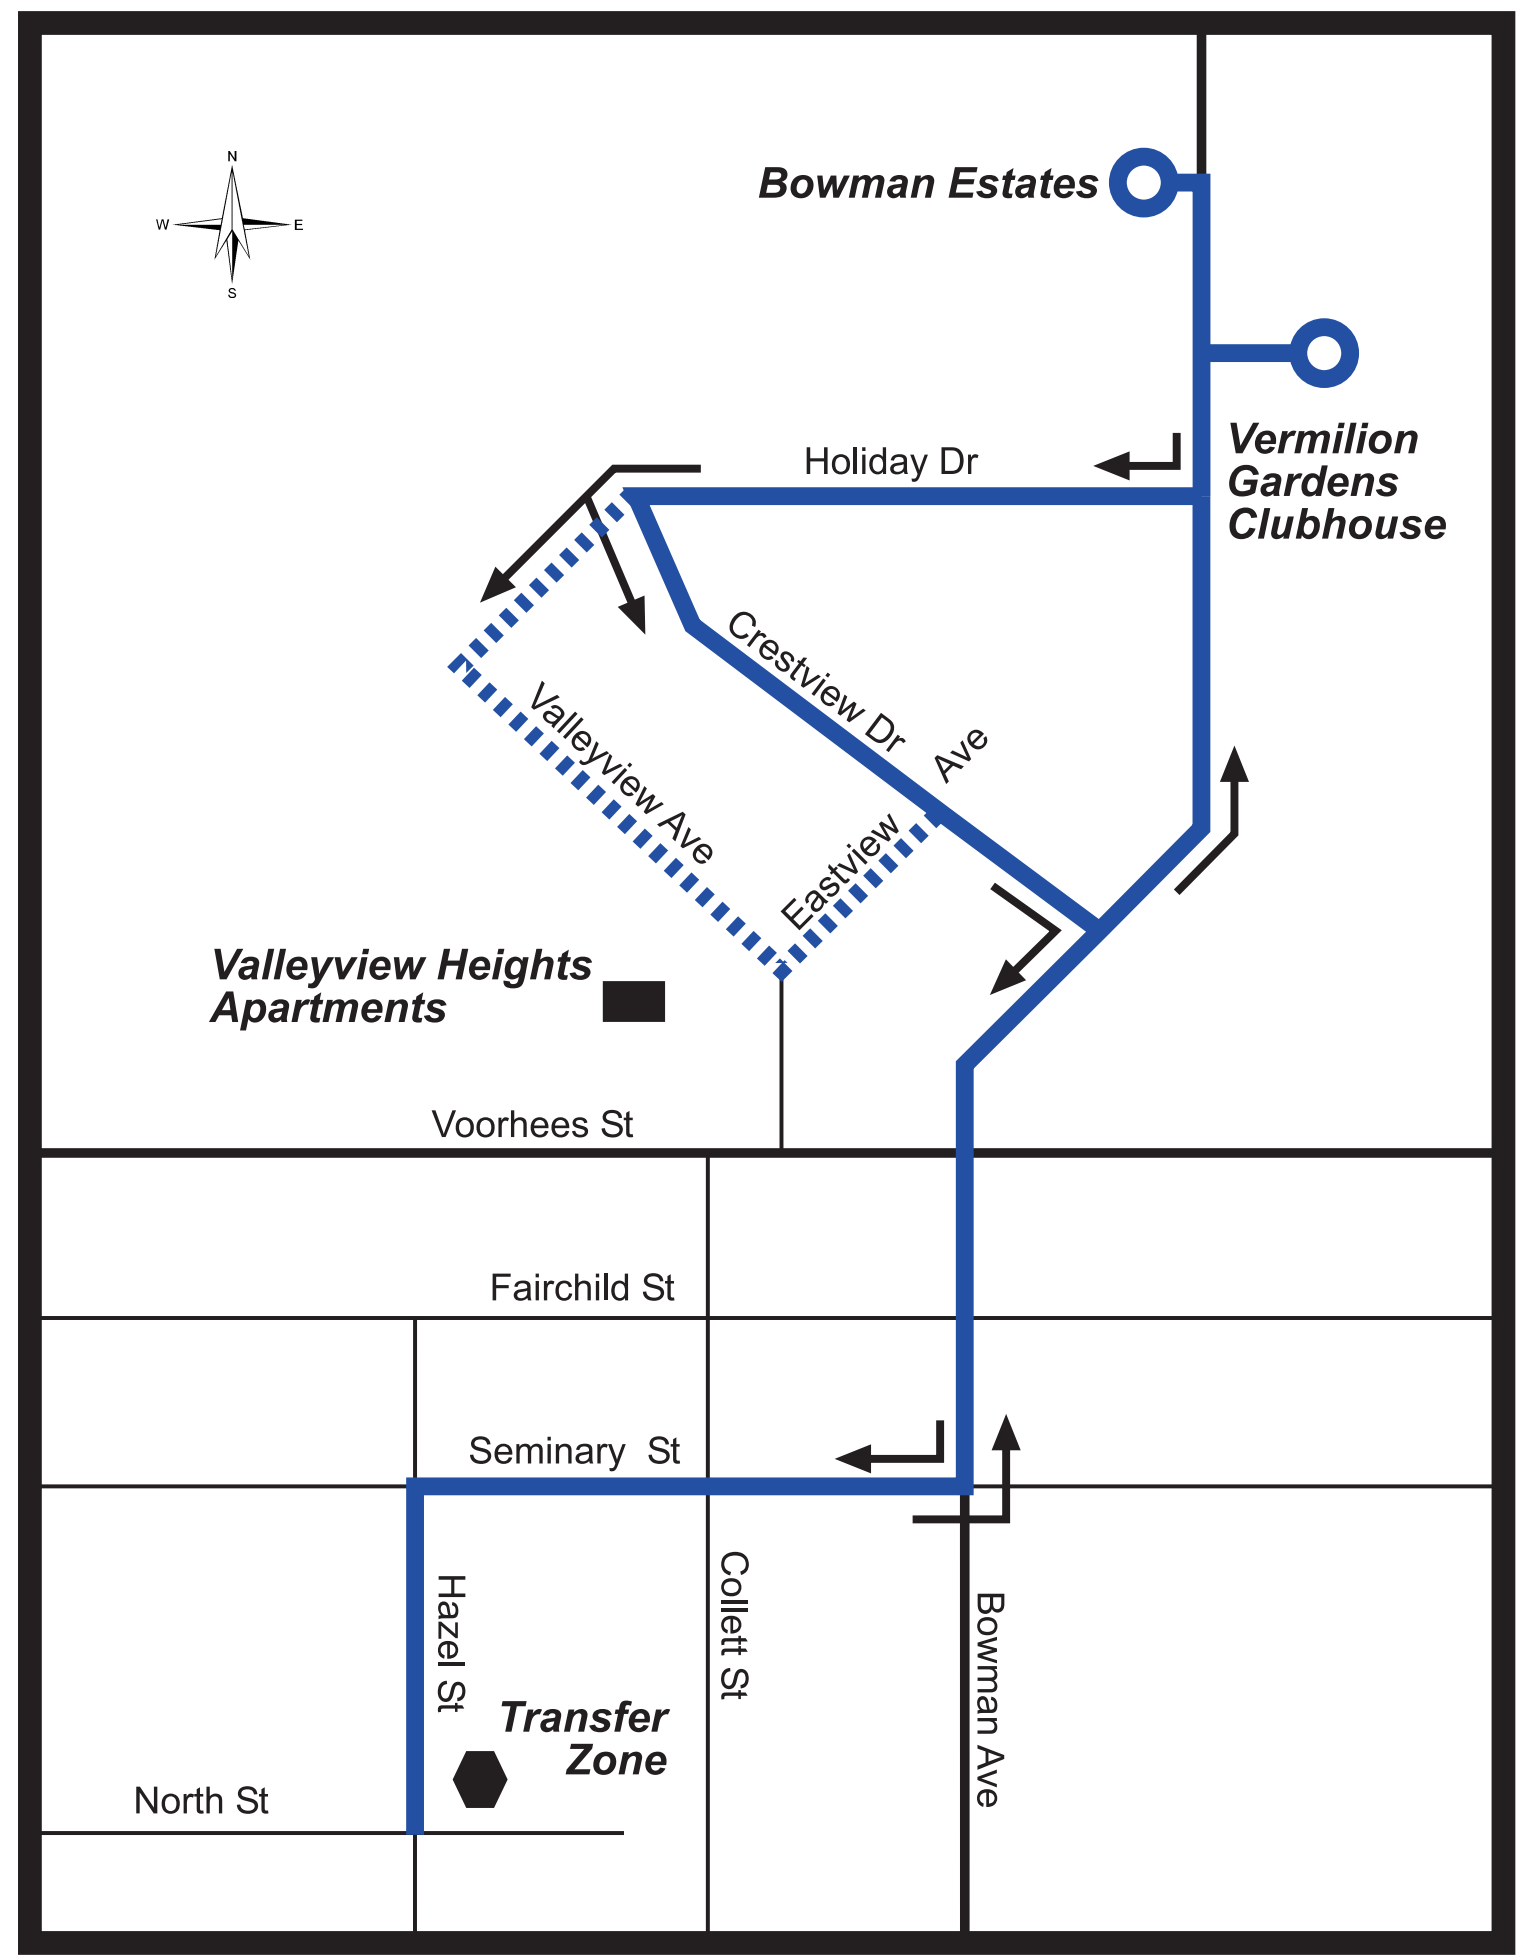 N
W
E
S
Bowman Estates
Vermilion
Gardens
Clubhouse
Holiday Dr
Crestview Dr
Valleyview Ave
Eastview Ave
Valleyview Heights
Apartments
Voorhees St
Fairchild St
Seminary St
Hazel St
Collett St
Bowman Ave
Transfer
Zone
North St